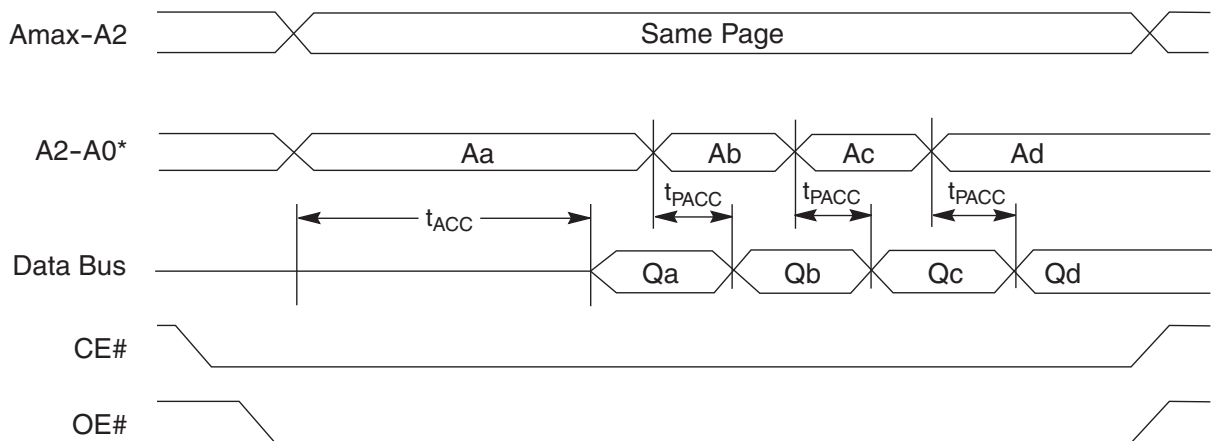 Amax-A2
Same Page
A2-A0*
Aa
Ab
Ac
Ad
tACC
tPACC
tPACC
tPACC
Data Bus
Qa
Qb
Qc
Qd
CE#
OE#